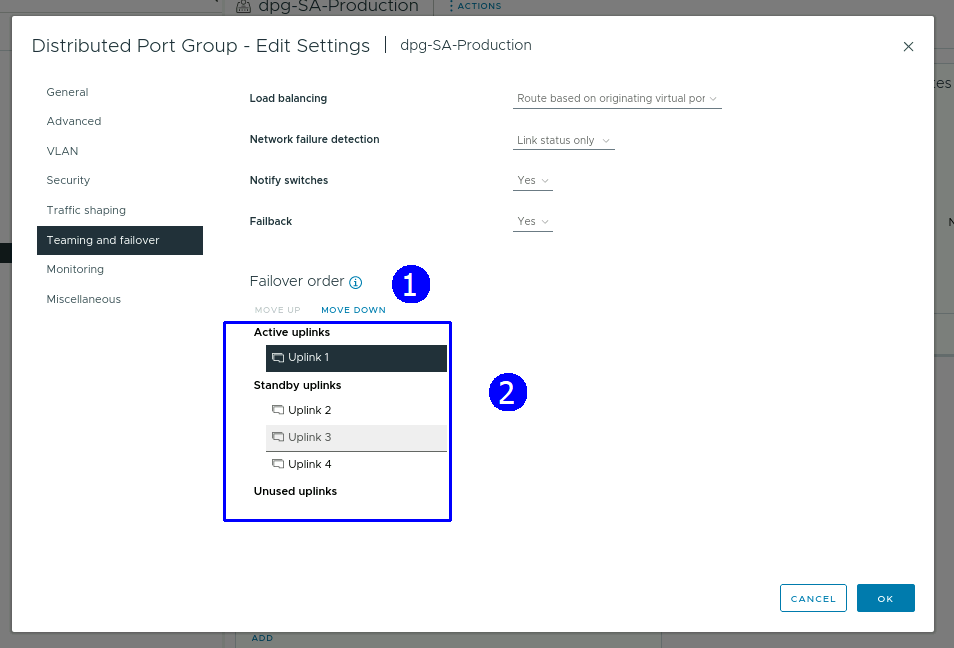 dpg-SA-Production
ACTIONS
Distributed Port Group - Edit Settings | dpg-SA-Production
General
Advanced
VLAN
Security
Traffic shaping
Teaming and failover
Monitoring
Miscellaneous
Load balancing Route based on originating virtual por
Network failure detection Link status only
Notify switches Yes
Failback Yes
Failover order 1
MOVE UP MOVE DOWN
Active uplinks
Uplink 1
Standby uplinks
2
Uplink 2
Uplink 3
Uplink 4
Unused uplinks
CANCEL OK
ADD